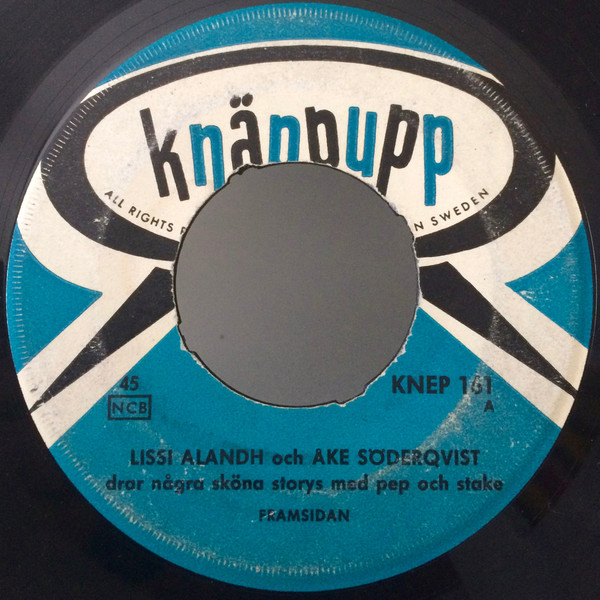 knäppupp
ALL RIGHTS
N SWEDEN
45
NCB
KNEP 161
A
LISSI ALANDH och ÅKE SÖDERQVIST
drar några sköna storys med pep och stake
FRAMSIDAN